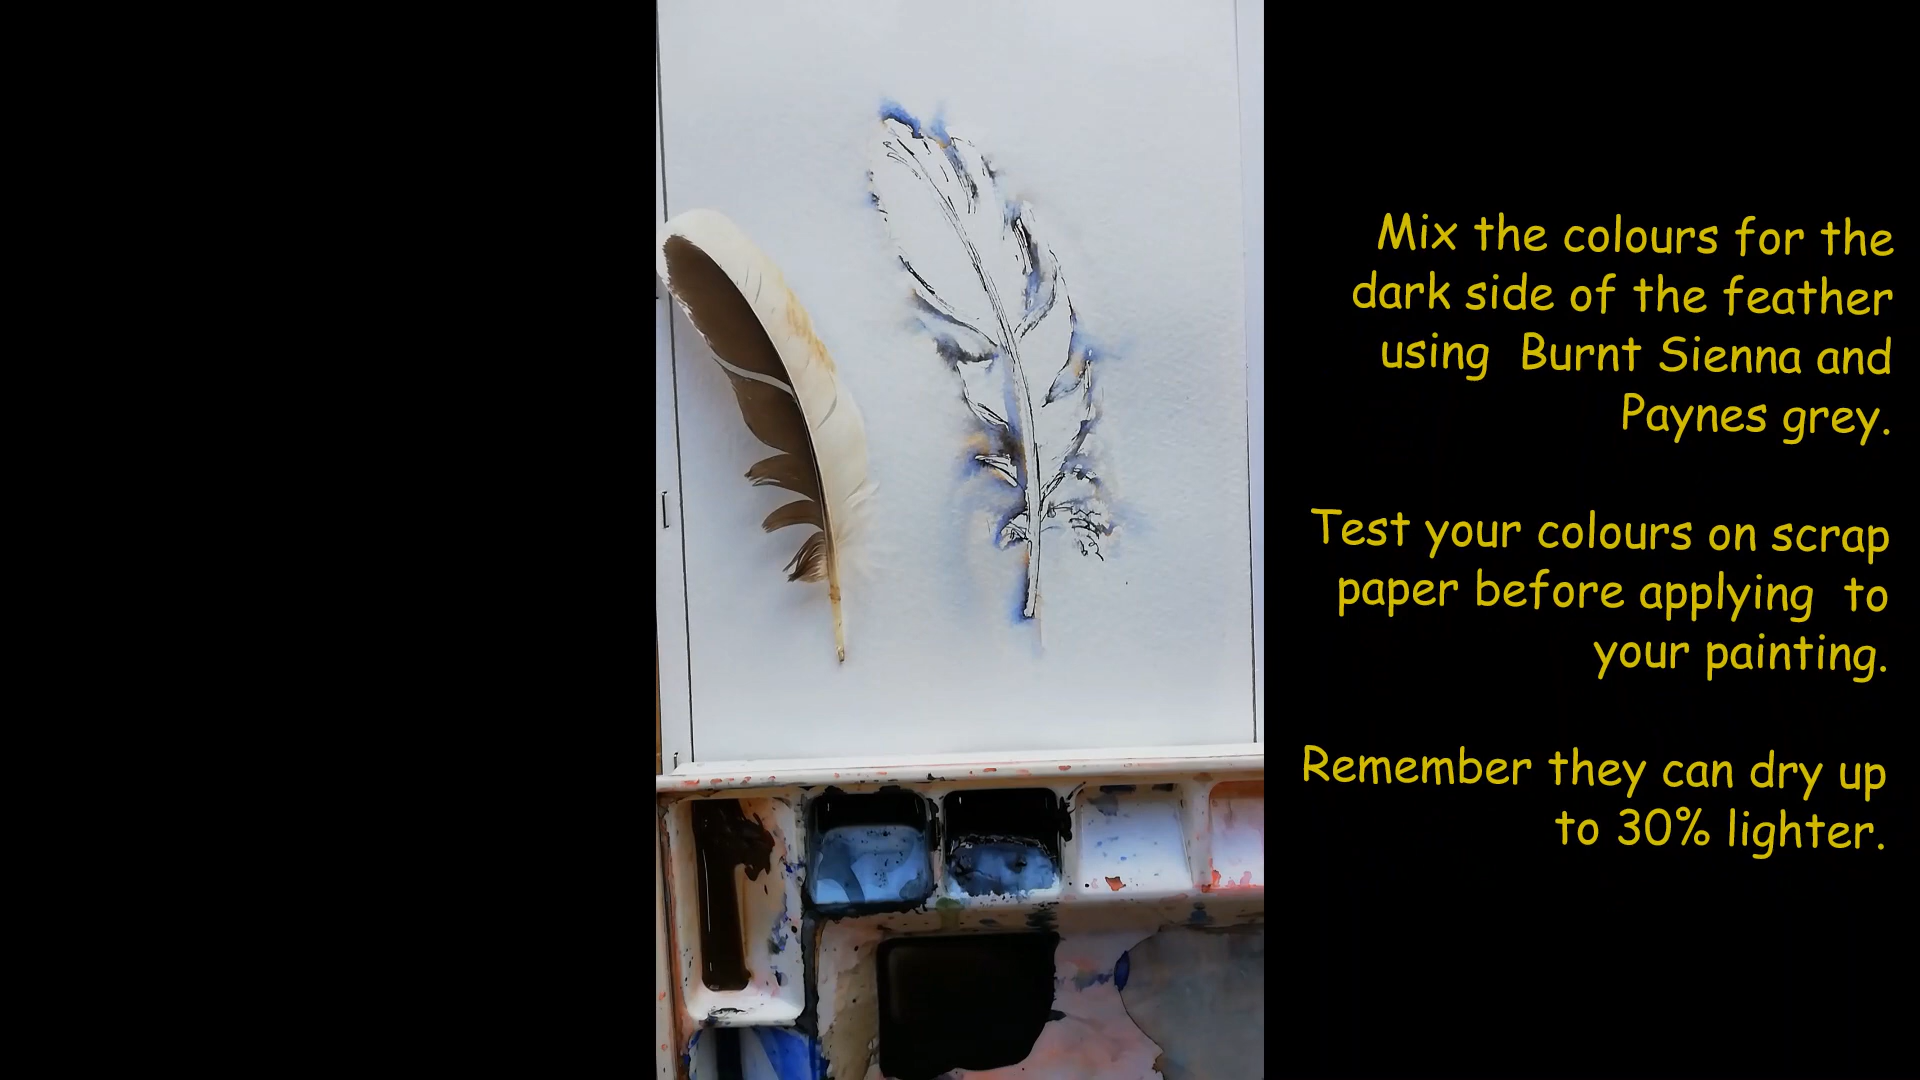 Mix the colours for the
dark side of the feather
using Burnt Sienna and
Paynes grey.
Test your colours on scrap
paper before applying to
your painting.
Remember they can dry up
to 30% lighter.